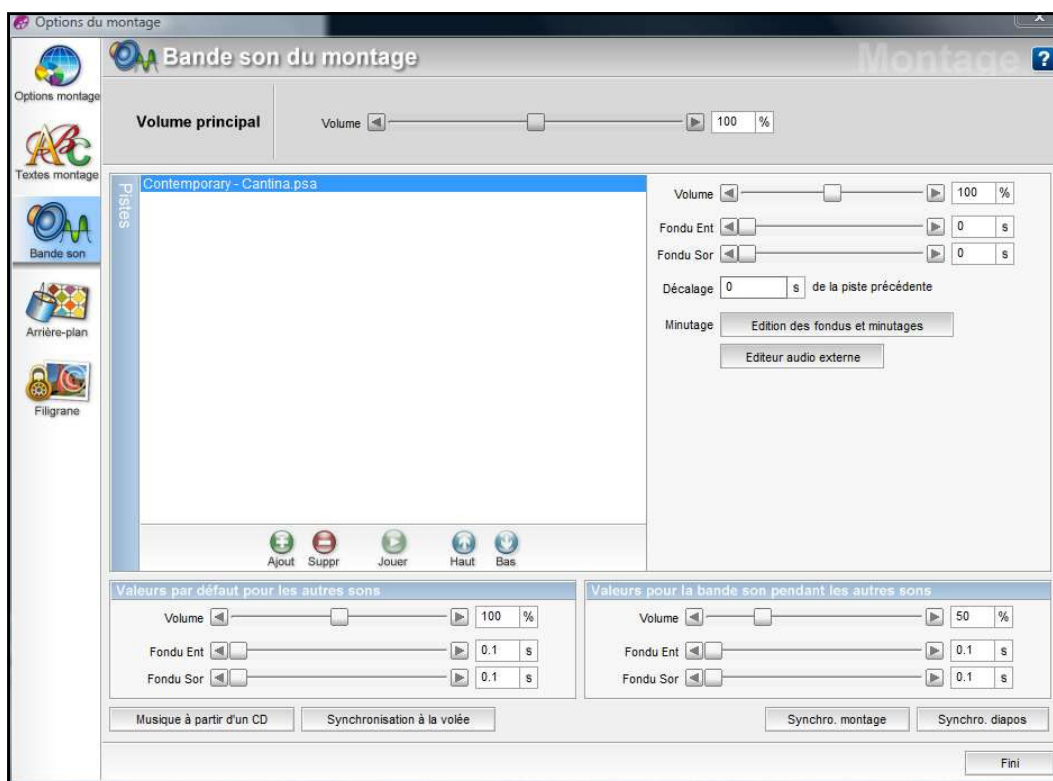 Options du montage
x
Options montage
Textes montage
Bande son
Arrière-plan
Filigrane
Bande son du montage
Montage
?
Volume principal
Volume 100 %
Pistes
Contemporary - Cantina.psa
Ajout Suppr Jouer Haut Bas
Volume 100 %
Fondu Ent 0 s
Fondu Sor 0 s
Décalage 0 s de la piste précédente
Minutage Edition des fondus et minutages
Editeur audio externe
Valeurs par défaut pour les autres sons
Volume 100 %
Fondu Ent 0.1 s
Fondu Sor 0.1 s
Valeurs pour la bande son pendant les autres sons
Volume 50 %
Fondu Ent 0.1 s
Fondu Sor 0.1 s
Musique à partir d'un CD Synchronisation à la volée Synchro. montage Synchro. diapos
Fini